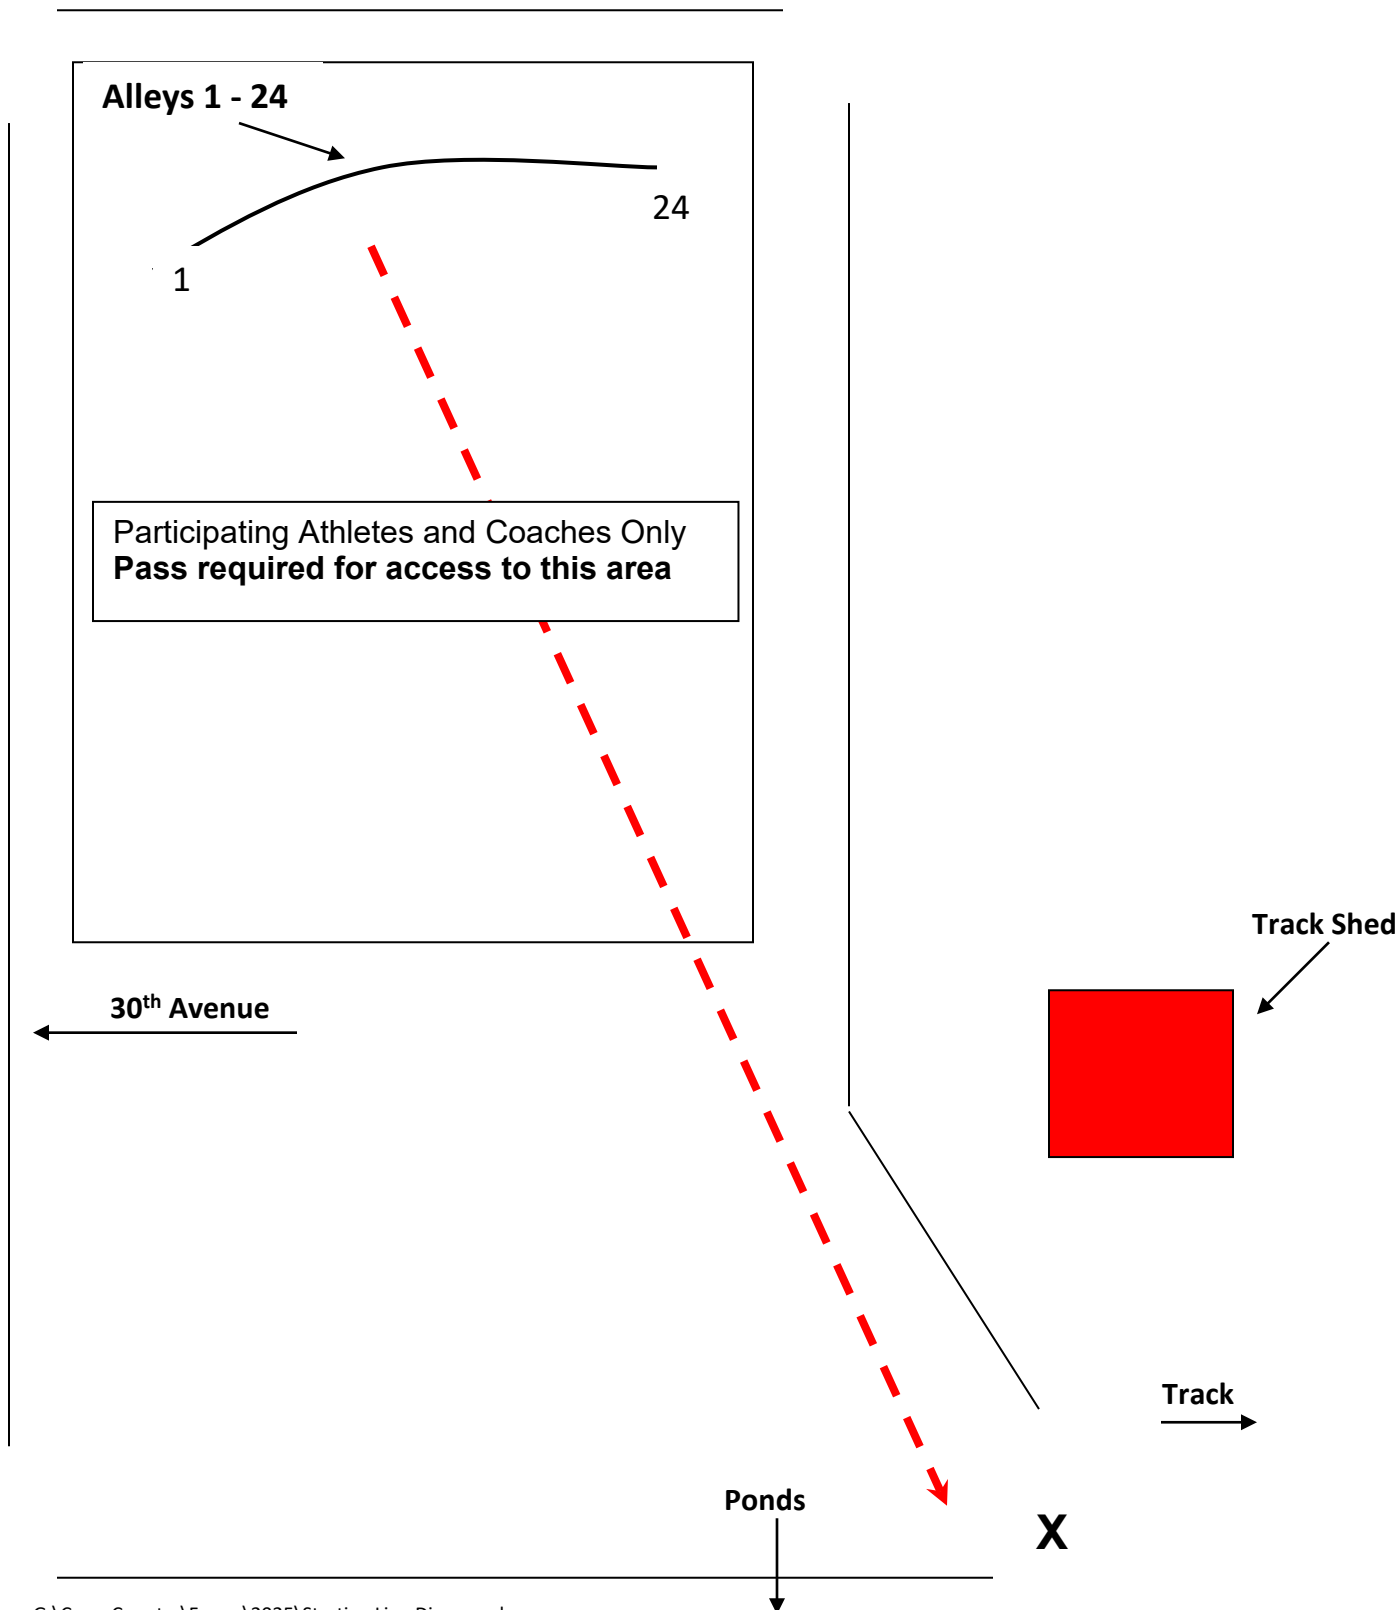 Alleys 1 - 24
24
1
Participating Athletes and Coaches Only
Pass required for access to this area
Track Shed
30th Avenue
Track
Ponds
X